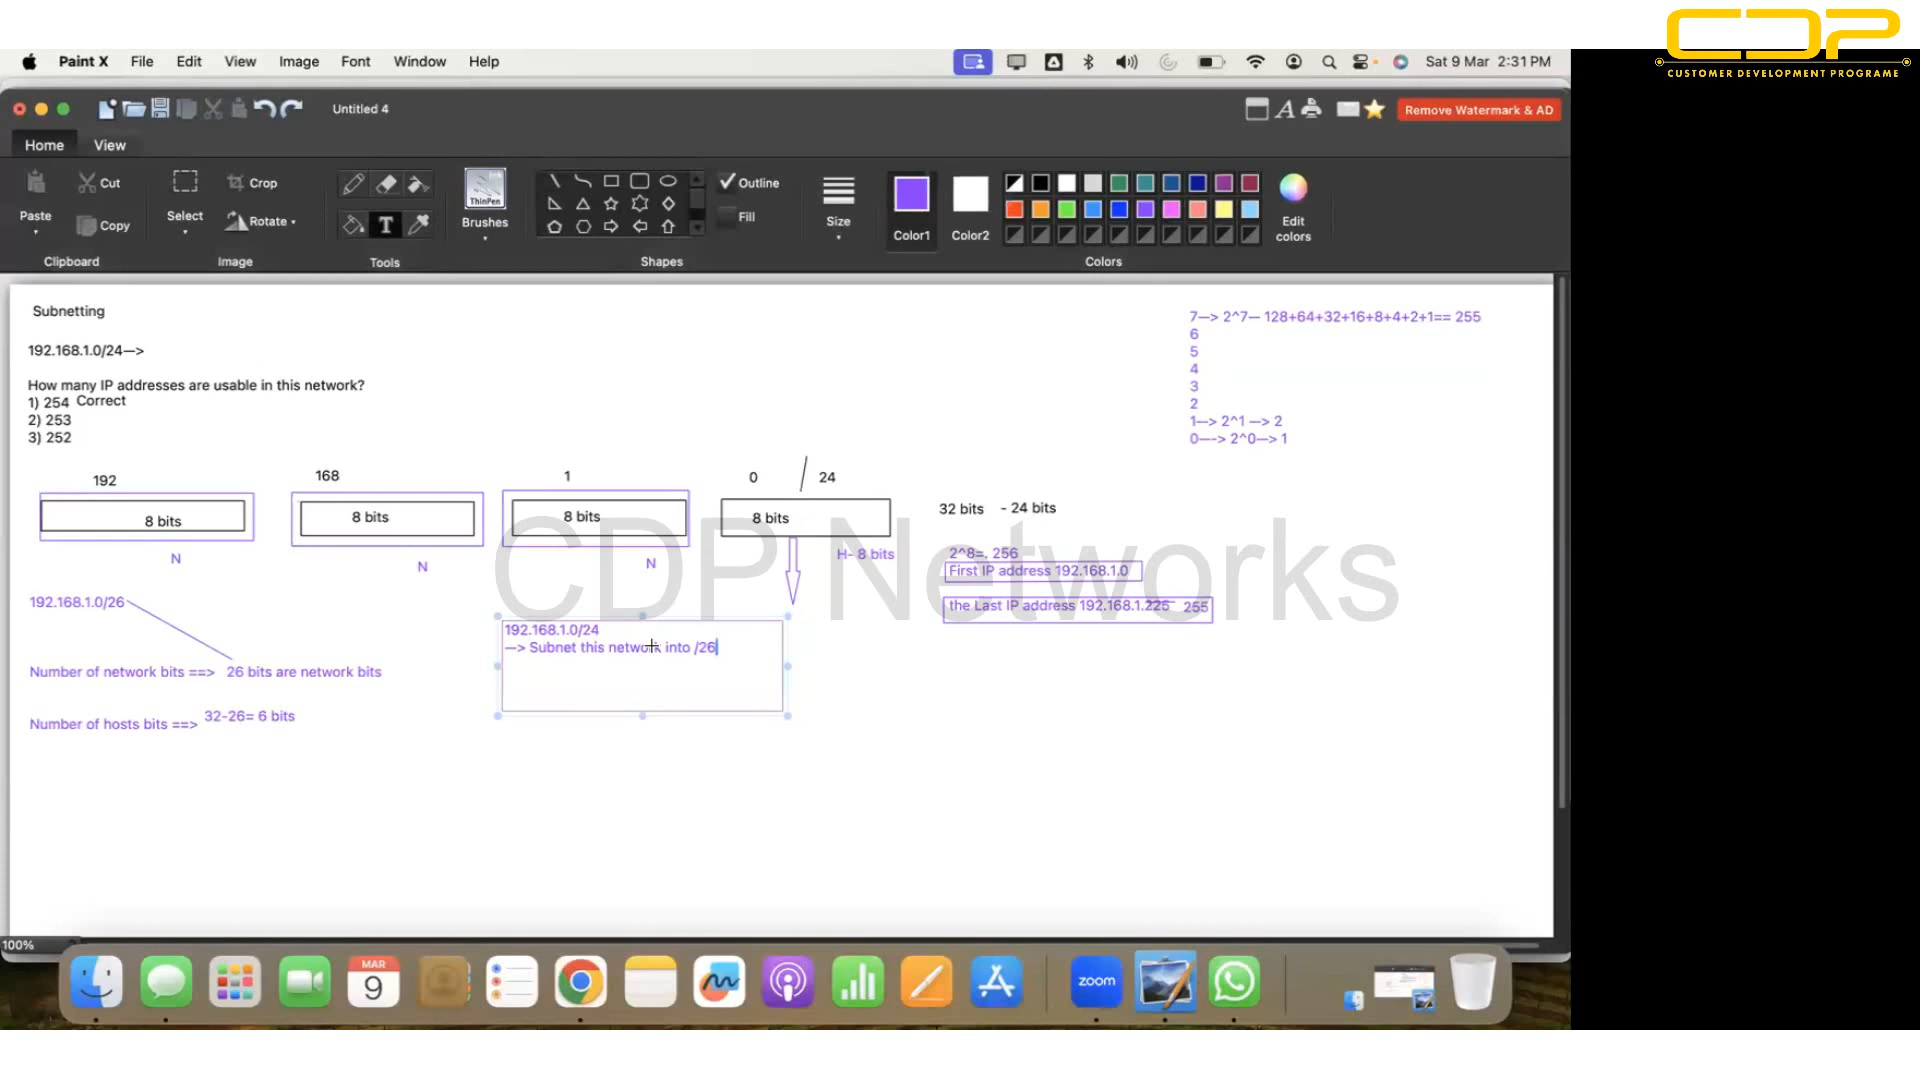 CDP
CUSTOMER DEVELOPMENT PROGRAME
Paint X File Edit View Image Font Window Help
Sat 9 Mar 2:31 PM
Untitled 4
Remove Watermark & AD
Home View
Paste
Cut
Copy
Clipboard
Select
Crop
Rotate
Image
Tools
ThinPen
Brushes
Shapes
Outline
Fill
Size
Color1
Color2
Colors
Edit
colors
Subnetting
192.168.1.0/24—>
How many IP addresses are usable in this network?
1) 254 Correct
2) 253
3) 252
7—> 2^7— 128+64+32+16+8+4+2+1== 255
6
5
4
3
2
1—> 2^1 —> 2
0—-> 2^0—> 1
192
168
1
0 / 24
8 bits
8 bits
8 bits
8 bits
32 bits - 24 bits
N
N
N
H- 8 bits
2^8=. 256
First IP address 192.168.1.0
the Last IP address 192.168.1.225 255
192.168.1.0/26
Number of network bits ==> 26 bits are network bits
Number of hosts bits ==> 32-26= 6 bits
192.168.1.0/24
—> Subnet this network into /26
CDP Networks
100%
MAR
9
zoom